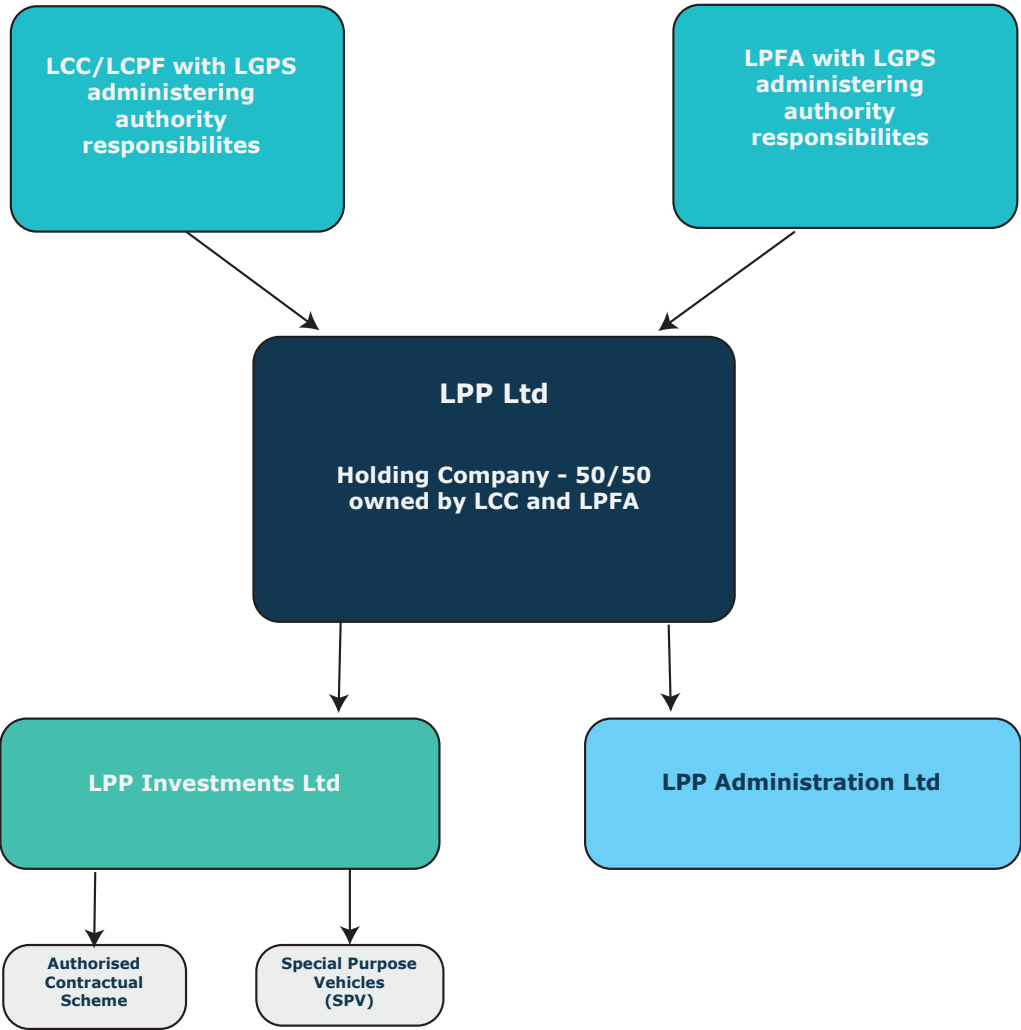 LCC/LCPF with LGPS
administering
authority
responsibilites
LPFA with LGPS
administering
authority
responsibilites
LPP Ltd
Holding Company – 50/50
owned by LCC and LPFA
LPP Investments Ltd
LPP Administration Ltd
Authorised
Contractual
Scheme
Special Purpose
Vehicles
(SPV)